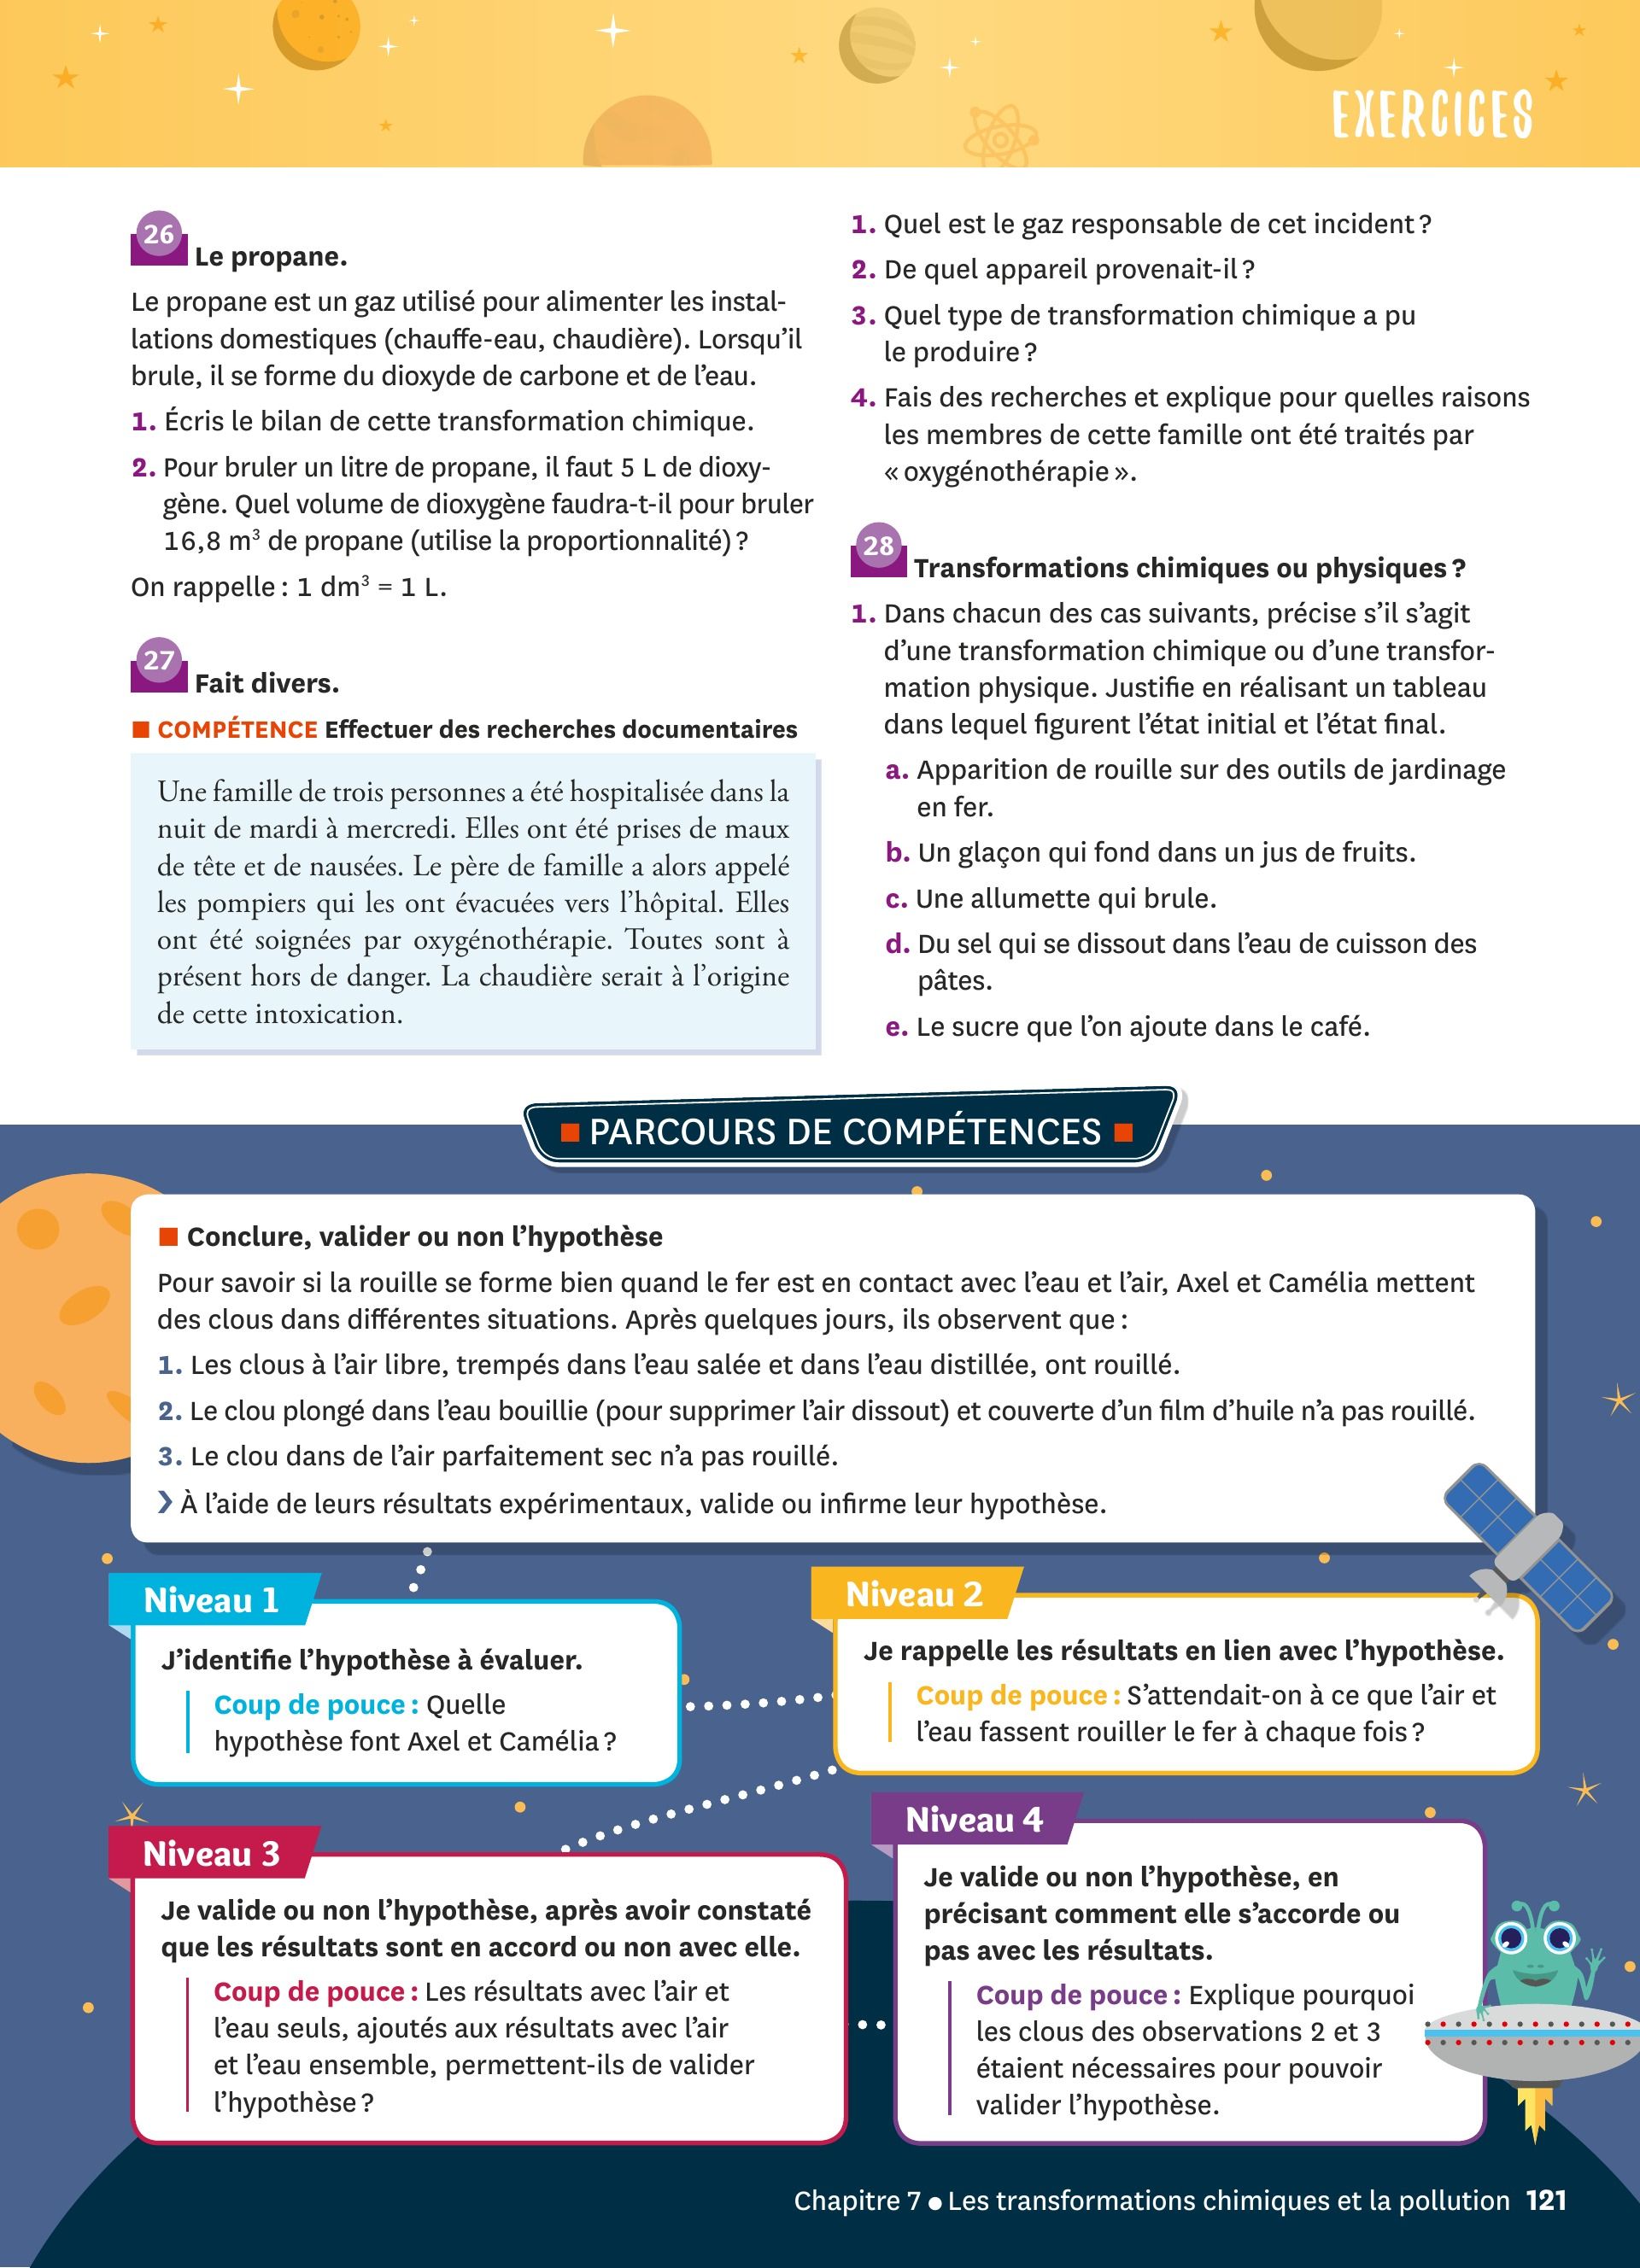 EXERCICES
26 Le propane.
Le propane est un gaz utilisé pour alimenter les instal-
lations domestiques (chauffe-eau, chaudière). Lorsqu’il
brule, il se forme du dioxyde de carbone et de l’eau.
1. Écris le bilan de cette transformation chimique.
2. Pour bruler un litre de propane, il faut 5 L de dioxy-
gène. Quel volume de dioxygène faudra-t-il pour bruler
16,8 m³ de propane (utilise la proportionnalité) ?
On rappelle : 1 dm³ = 1 L.
27 Fait divers.
■ COMPÉTENCE Effectuer des recherches documentaires
Une famille de trois personnes a été hospitalisée dans la
nuit de mardi à mercredi. Elles ont été prises de maux
de tête et de nausées. Le père de famille a alors appelé
les pompiers qui les ont évacuées vers l’hôpital. Elles
ont été soignées par oxygénothérapie. Toutes sont à
présent hors de danger. La chaudière serait à l’origine
de cette intoxication.
1. Quel est le gaz responsable de cet incident ?
2. De quel appareil provenait-il ?
3. Quel type de transformation chimique a pu
le produire ?
4. Fais des recherches et explique pour quelles raisons
les membres de cette famille ont été traités par
« oxygénothérapie ».
28 Transformations chimiques ou physiques ?
1. Dans chacun des cas suivants, précise s’il s’agit
d’une transformation chimique ou d’une transfor-
mation physique. Justifie en réalisant un tableau
dans lequel figurent l’état initial et l’état final.
a. Apparition de rouille sur des outils de jardinage
en fer.
b. Un glaçon qui fond dans un jus de fruits.
c. Une allumette qui brule.
d. Du sel qui se dissout dans l’eau de cuisson des
pâtes.
e. Le sucre que l’on ajoute dans le café.
■ PARCOURS DE COMPÉTENCES ■
■ Conclure, valider ou non l’hypothèse
Pour savoir si la rouille se forme bien quand le fer est en contact avec l’eau et l’air, Axel et Camélia mettent
des clous dans différentes situations. Après quelques jours, ils observent que :
1. Les clous à l’air libre, trempés dans l’eau salée et dans l’eau distillée, ont rouillé.
2. Le clou plongé dans l’eau bouillie (pour supprimer l’air dissout) et couverte d’un film d’huile n’a pas rouillé.
3. Le clou dans de l’air parfaitement sec n’a pas rouillé.
❯ À l’aide de leurs résultats expérimentaux, valide ou infirme leur hypothèse.
Niveau 1
J’identifie l’hypothèse à évaluer.
Coup de pouce : Quelle
hypothèse font Axel et Camélia ?
Niveau 2
Je rappelle les résultats en lien avec l’hypothèse.
Coup de pouce : S’attendait-on à ce que l’air et
l’eau fassent rouiller le fer à chaque fois ?
Niveau 3
Je valide ou non l’hypothèse, après avoir constaté
que les résultats sont en accord ou non avec elle.
Coup de pouce : Les résultats avec l’air et
l’eau seuls, ajoutés aux résultats avec l’air
et l’eau ensemble, permettent-ils de valider
l’hypothèse ?
Niveau 4
Je valide ou non l’hypothèse, en
précisant comment elle s’accorde ou
pas avec les résultats.
Coup de pouce : Explique pourquoi
les clous des observations 2 et 3
étaient nécessaires pour pouvoir
valider l’hypothèse.
Chapitre 7 ● Les transformations chimiques et la pollution 121